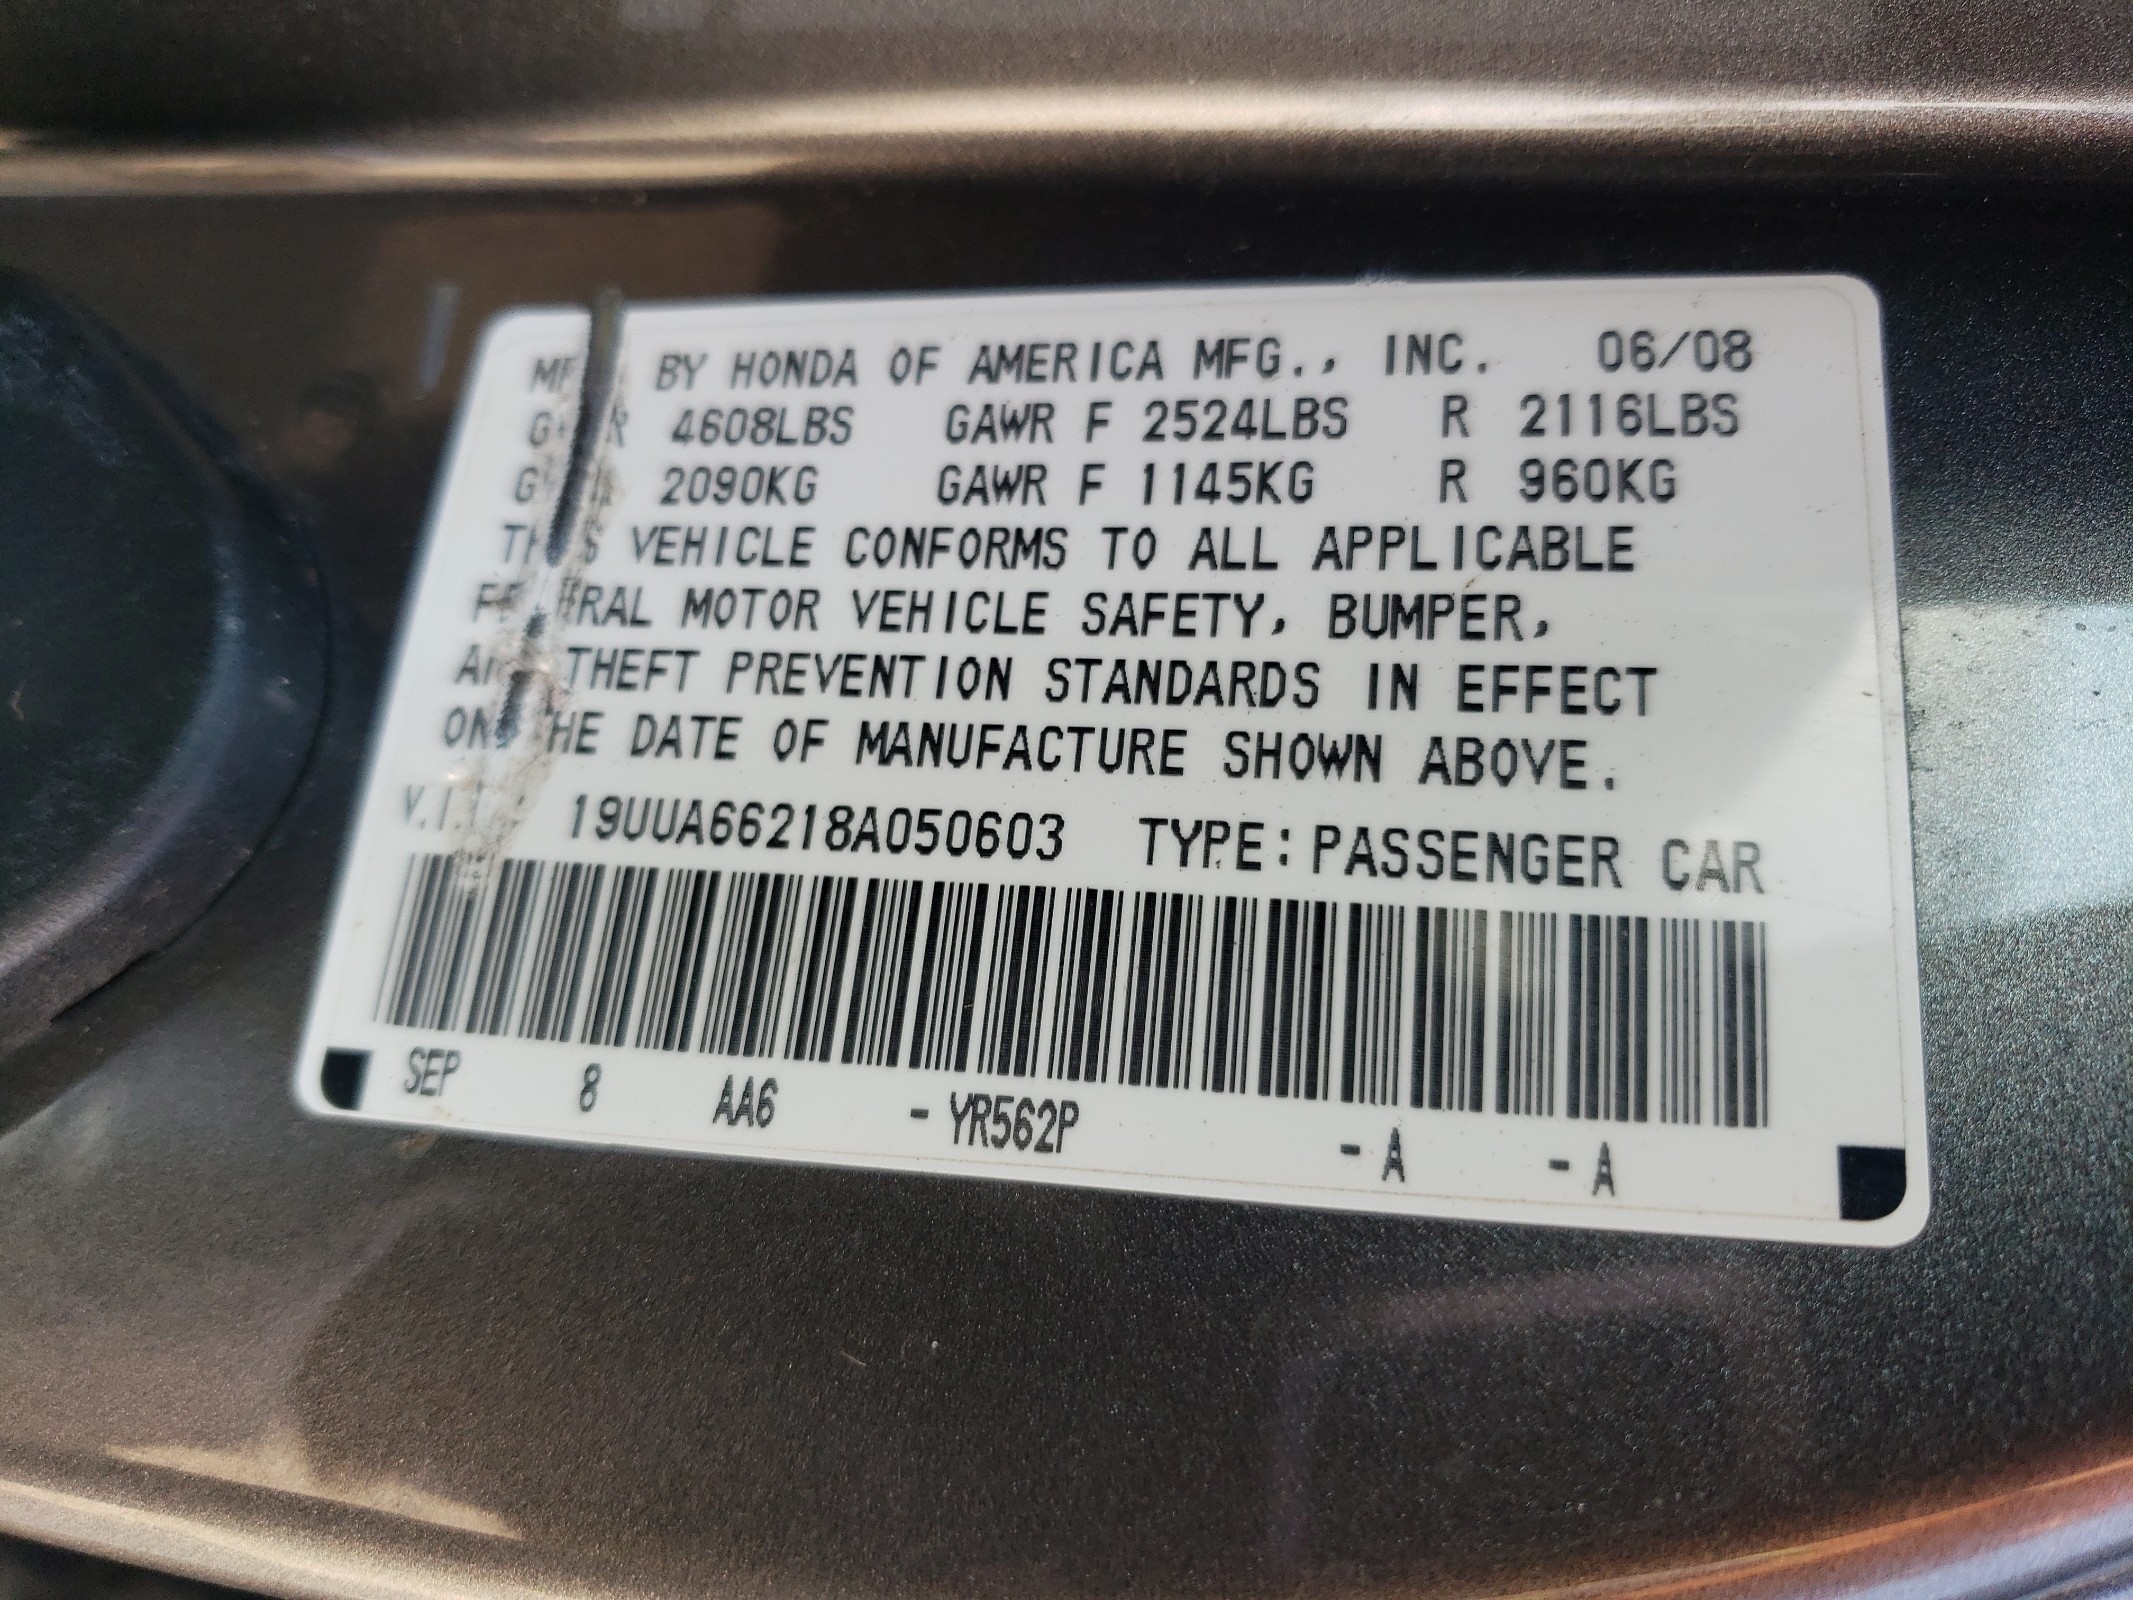 BY HONDA OF AMERICA MFG., INC. 06/08
4608LBS GAWR F 2524LBS R 2116LBS
2090KG GAWR F 1145KG R 960KG
VEHICLE CONFORMS TO ALL APPLICABLE
MOTOR VEHICLE SAFETY, BUMPER,
THEFT PREVENTION STANDARDS IN EFFECT
ON DATE OF MANUFACTURE SHOWN ABOVE.
19UUA66218A050603 TYPE: PASSENGER CAR
SEP 8 AA6 - YR562P - A - A